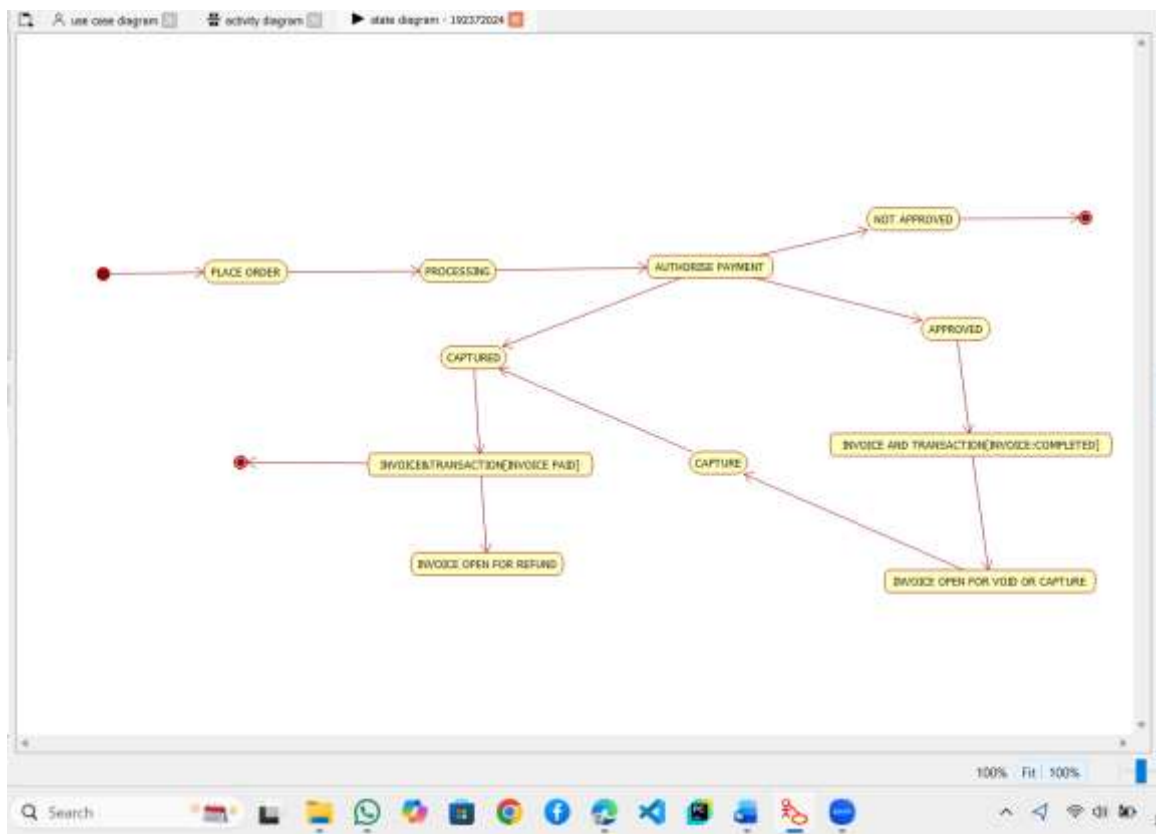 use case diagram
activity diagram
state diagram - 192372024
NOT APPROVED
PLACE ORDER
PROCESSING
AUTHORISE PAYMENT
APPROVED
CAPTURED
INVOICE AND TRANSACTION[INVOICE:COMPLETED]
INVOICE&TRANSACTION[INVOICE PAID]
CAPTURE
INVOICE OPEN FOR REFUND
INVOICE OPEN FOR VOID OR CAPTURE
100% Fit 100%
Search